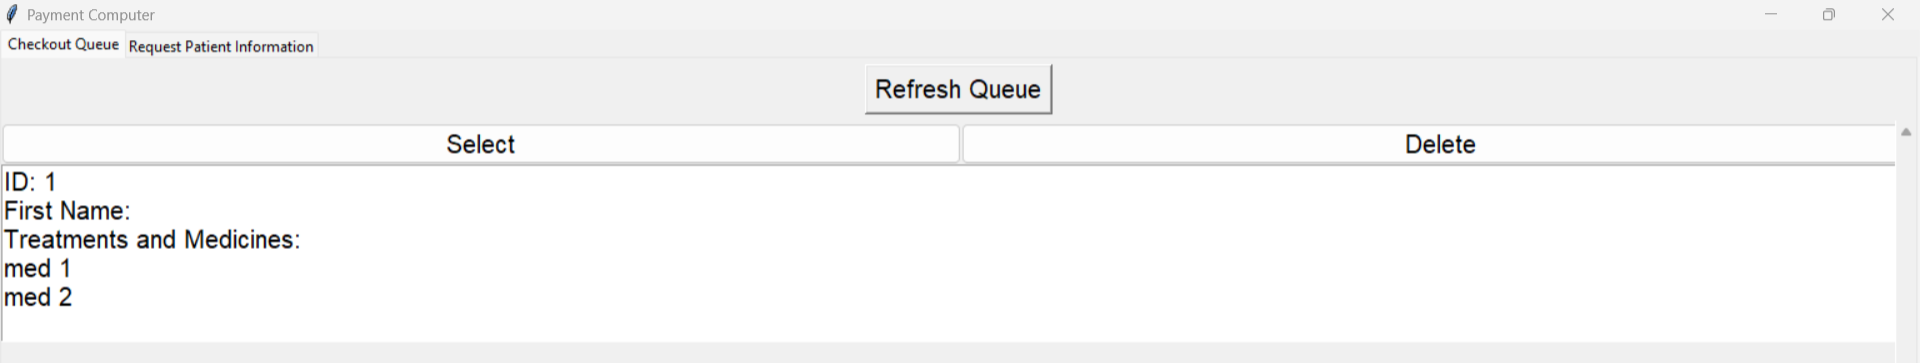 Payment Computer
Checkout Queue Request Patient Information
Refresh Queue
Select Delete
ID: 1
First Name:
Treatments and Medicines:
med 1
med 2